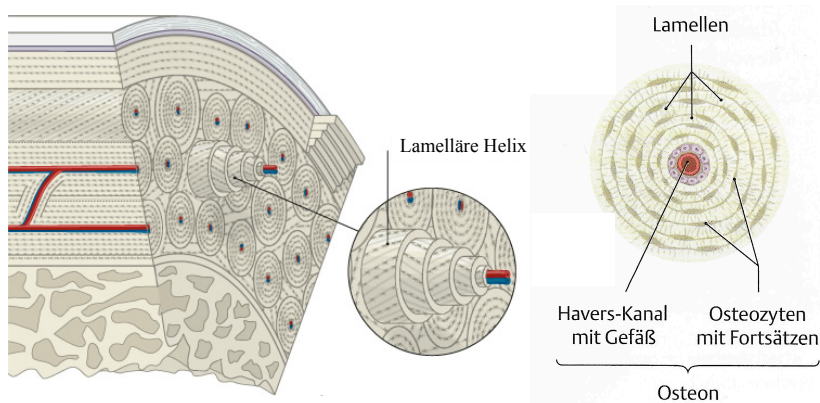 Lamellen
Lamelläre Helix
Havers-Kanal
mit Gefäß
Osteozyten
mit Fortsätzen
Osteon